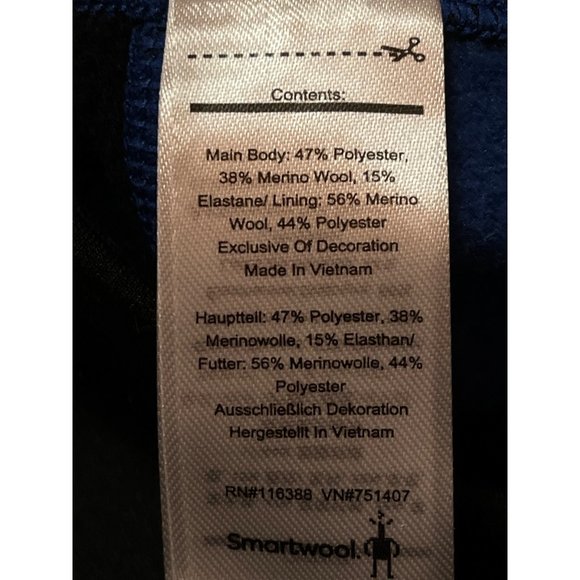 Contents:
Main Body: 47% Polyester,
38% Merino Wool, 15%
Elastane/ Lining: 56% Merino
Wool, 44% Polyester
Exclusive Of Decoration
Made In Vietnam
Hauptteil: 47% Polyester, 38%
Merinowolle, 15% Elasthan/
Futter: 56% Merinowolle, 44%
Polyester
Ausschließlich Dekoration
Hergestellt In Vietnam
RN#116388 VN#751407
Smartwool.